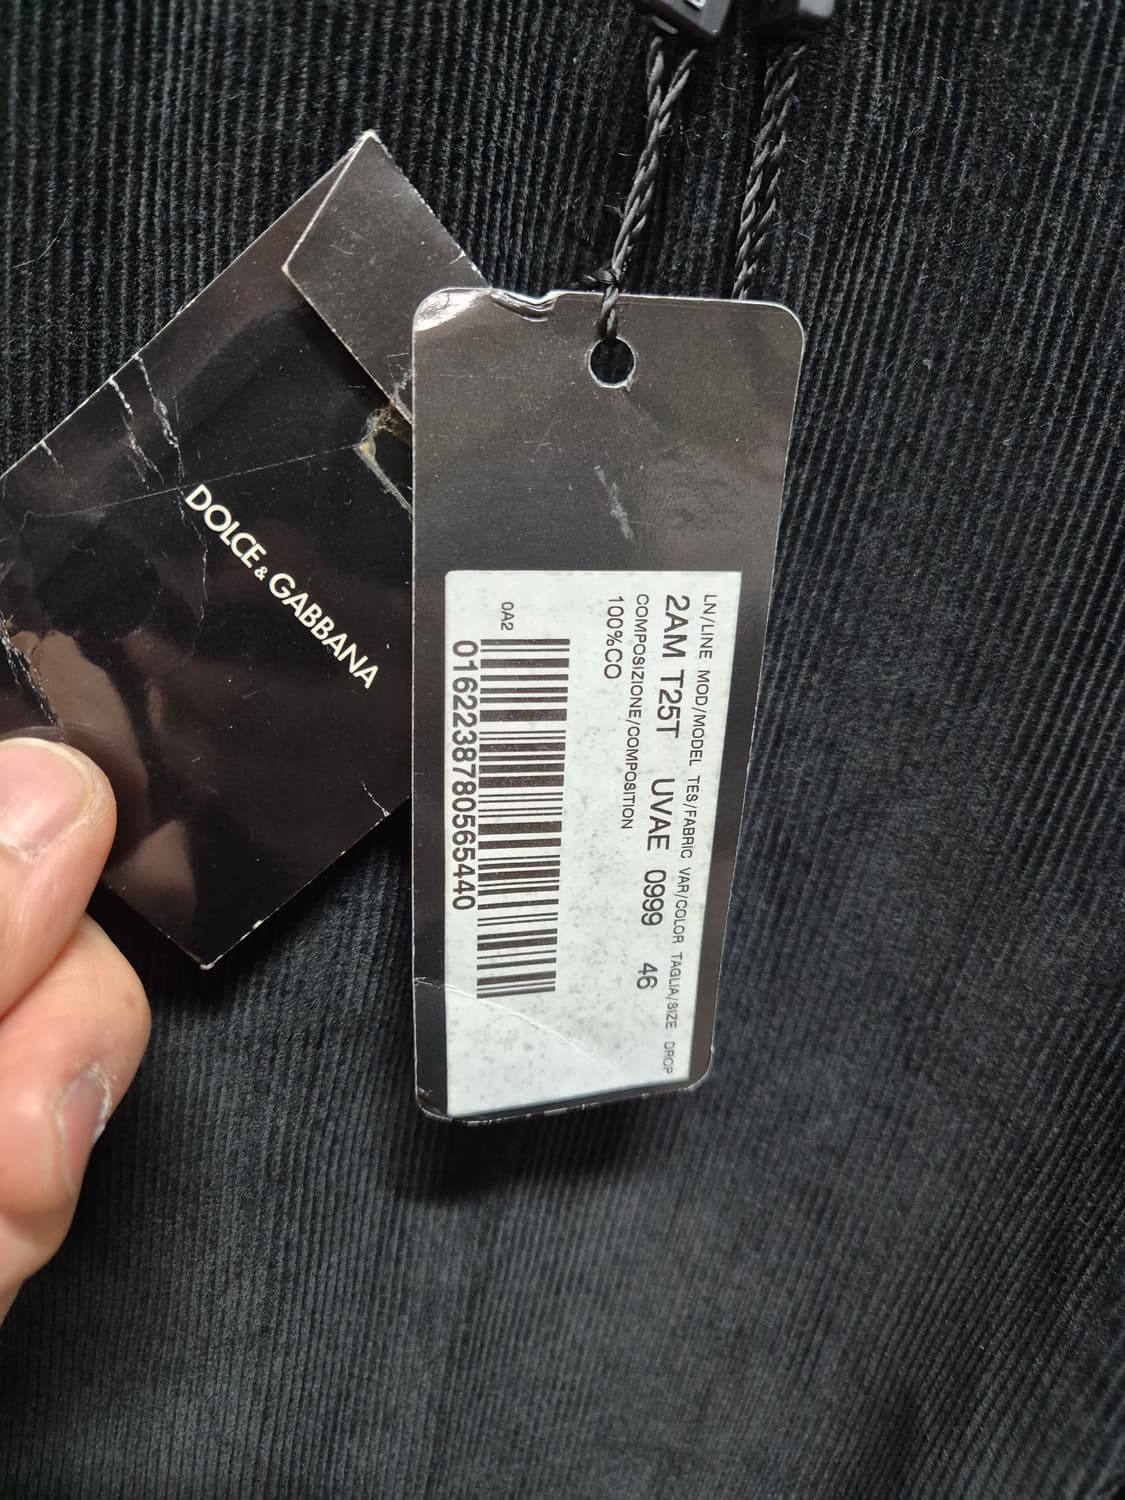 DOLCE & GABBANA
LN/LINE MOD/MODEL TES/FABRIC VAR/COLOR TAGLIA/SIZE DROP
2AM T25T UVAE 0999 46
COMPOSIZIONE/COMPOSITION
100%CO
0A2
0162238780565440